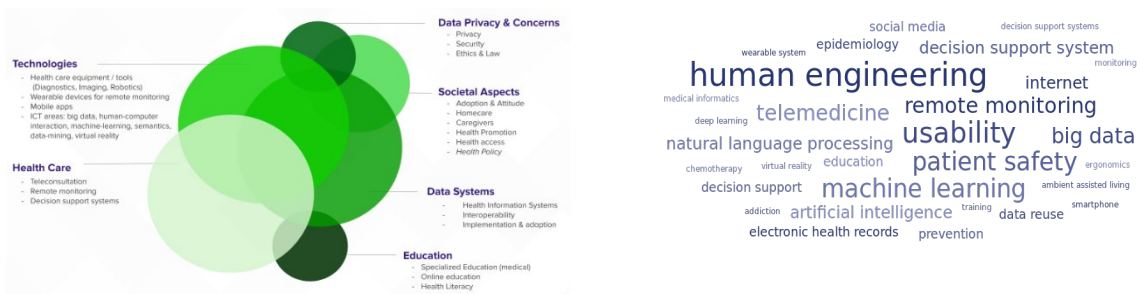 Technologies
- Health care equipment / tools
(Diagnostics, Imaging, Robotics)
- Wearable devices for remote monitoring
- Mobile apps
- ICT areas: big data, human-computer
interaction, machine-learning, semantics,
data-mining, virtual reality
Health Care
- Teleconsultation
- Remote monitoring
- Decision support systems
Data Privacy & Concerns
- Privacy
- Security
- Ethics & Law
Societal Aspects
- Adoption & Attitude
- Homecare
- Caregivers
- Health Promotion
- Health access
- Health Policy
Data Systems
- Health Information Systems
- Interoperability
- Implementation & adoption
Education
- Specialized Education (medical)
- Online education
- Health Literacy
social media
decision support systems
wearable system
epidemiology
decision support system
monitoring
human engineering
internet
medical informatics
telemedicine
remote monitoring
deep learning
usability
big data
natural language processing
chemotherapy
virtual reality
education
patient safety
ergonomics
decision support
machine learning
ambient assisted living
addiction
artificial intelligence
training
data reuse
smartphone
electronic health records
prevention